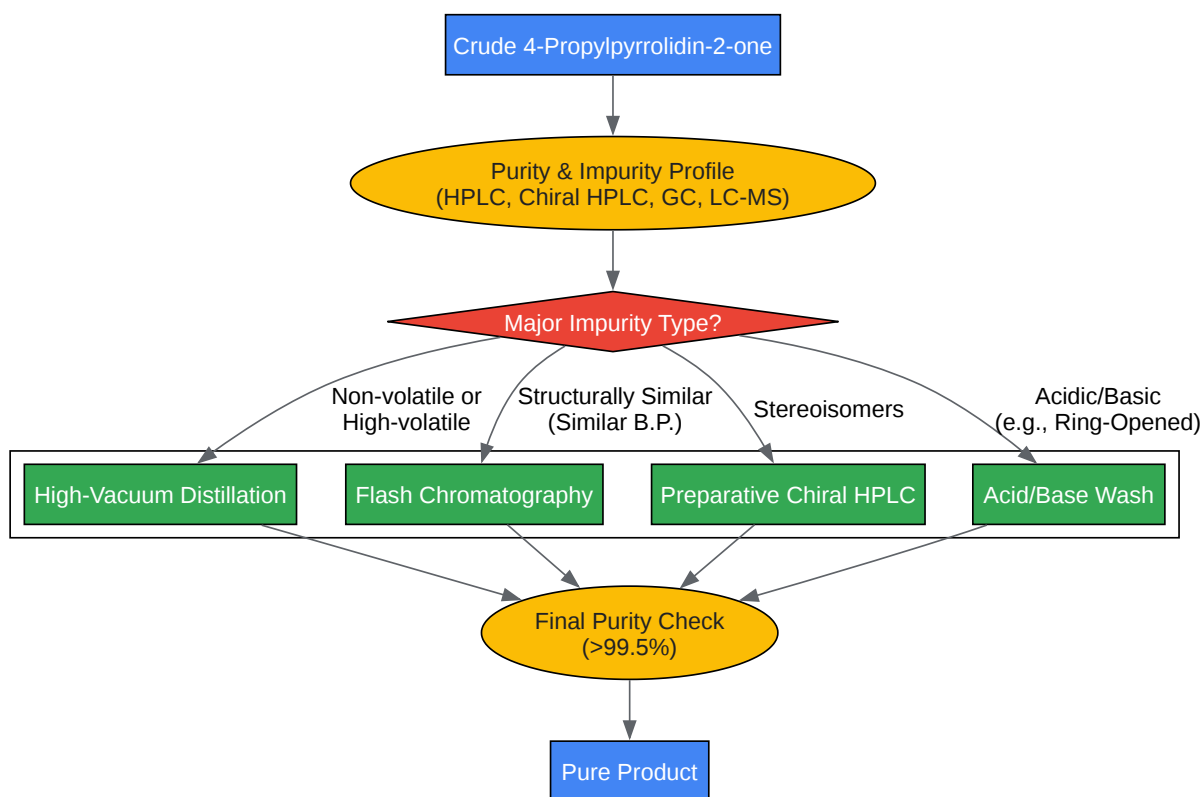 Crude 4-Propylpyrrolidin-2-one
Purity & Impurity Profile
(HPLC, Chiral HPLC, GC, LC-MS)
Major Impurity Type?
Non-volatile or
High-volatile
Structurally Similar
(Similar B.P.)
Stereoisomers
Acidic/Basic
(e.g., Ring-Opened)
High-Vacuum Distillation
Flash Chromatography
Preparative Chiral HPLC
Acid/Base Wash
Final Purity Check
(>99.5%)
Pure Product